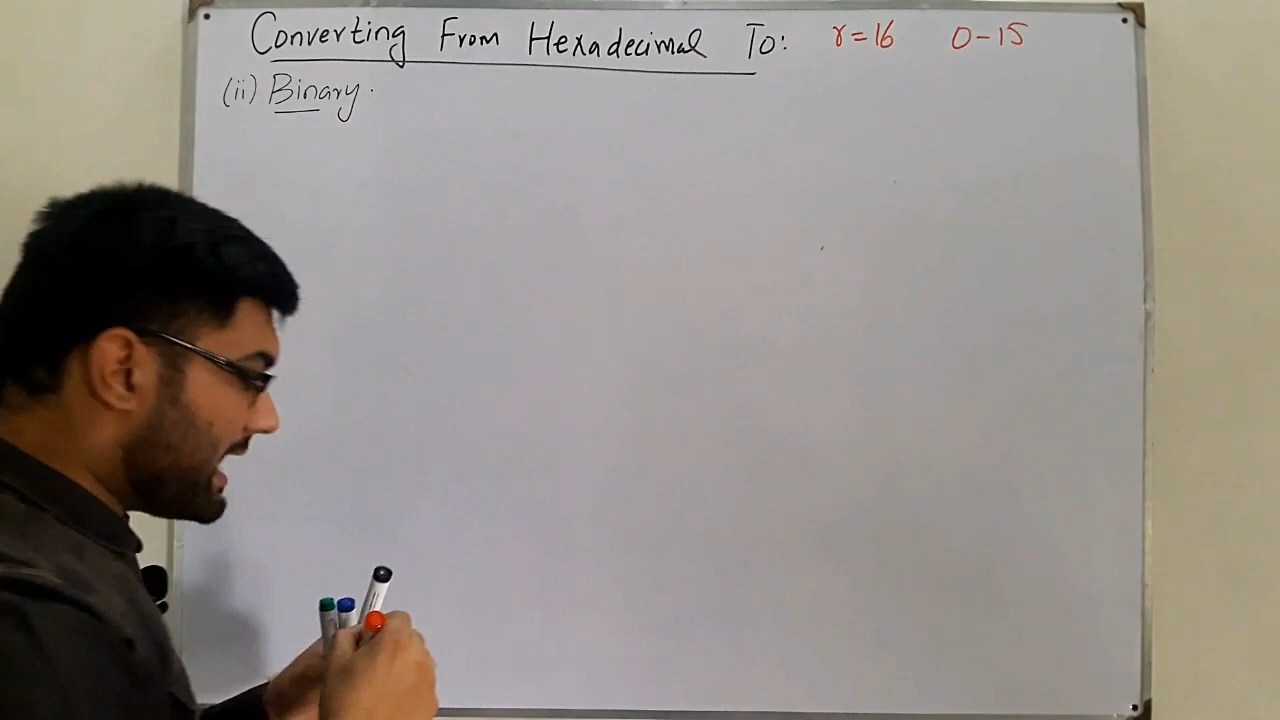 Converting From Hexadecimal To: r=16 0-15
(ii) Binary.